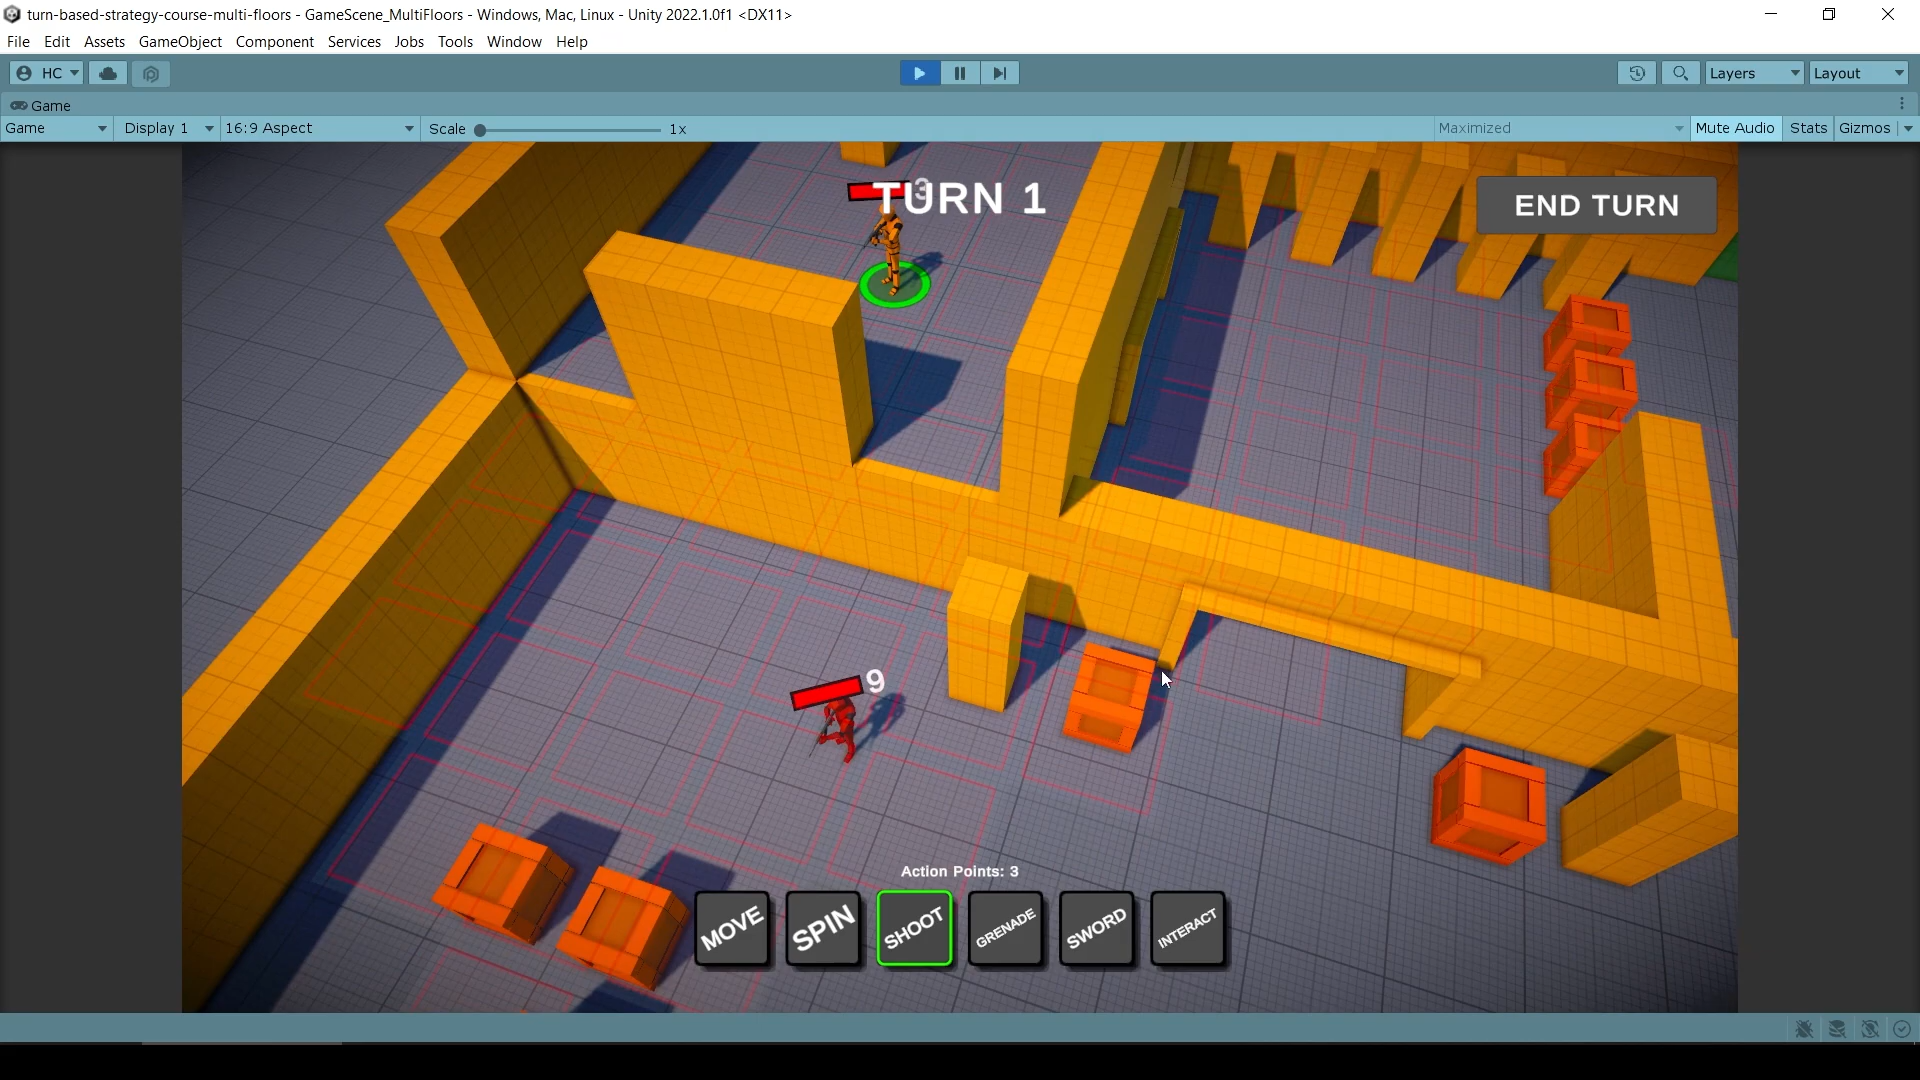 turn-based-strategy-course-multi-floors - GameScene_MultiFloors - Windows, Mac, Linux - Unity 2022.1.0f1 <DX11>
File Edit Assets GameObject Component Services Jobs Tools Window Help
HC
Layers
Layout
Game
Game
Display 1
16:9 Aspect
Scale
1x
Maximized
Mute Audio
Stats
Gizmos
3
TURN 1
END TURN
9
Action Points: 3
MOVE
SPIN
SHOOT
GRENADE
SWORD
INTERACT